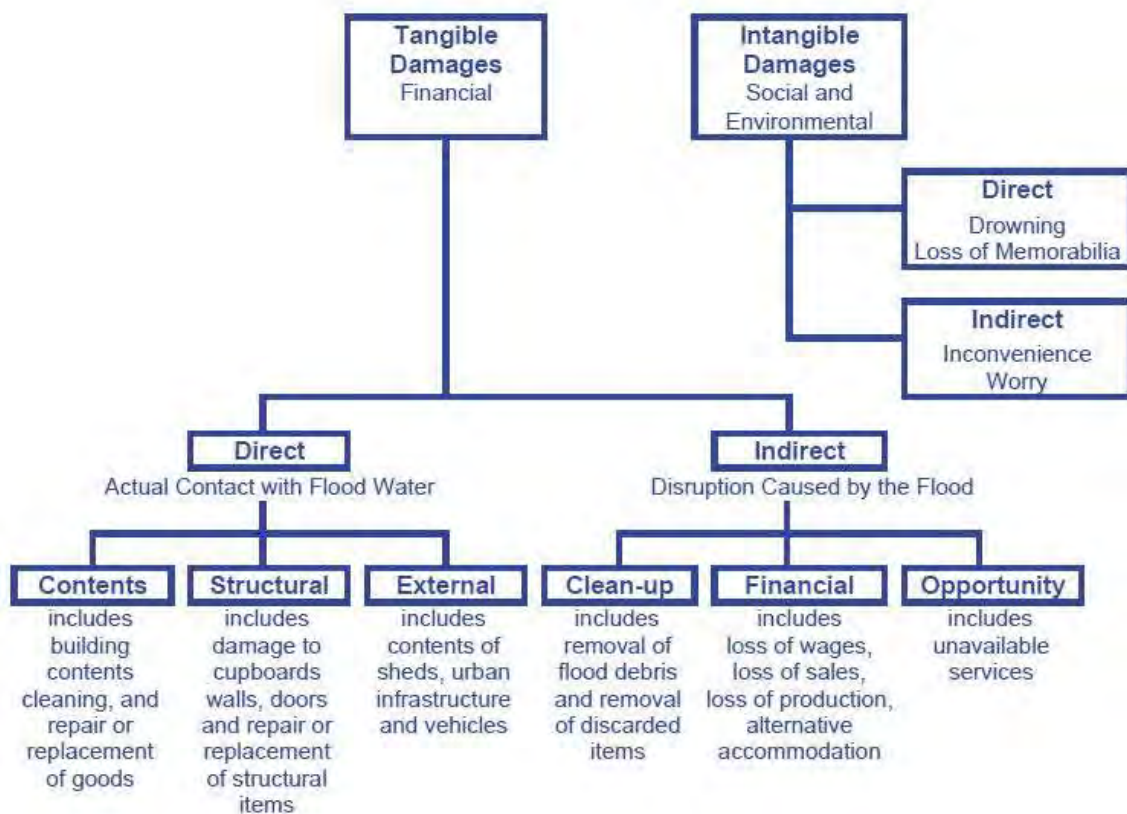 Tangible
Damages
Financial
Intangible
Damages
Social and
Environmental
Direct
Drowning
Loss of Memorabilia
Indirect
Inconvenience
Worry
Direct
Actual Contact with Flood Water
Indirect
Disruption Caused by the Flood
Contents
includes
building
contents
cleaning, and
repair or
replacement
of goods
Structural
includes
damage to
cupboards
walls, doors
and repair or
replacement
of structural
items
External
includes
contents of
sheds, urban
infrastructure
and vehicles
Clean-up
includes
removal of
flood debris
and removal
of discarded
items
Financial
includes
loss of wages,
loss of sales,
loss of production,
alternative
accommodation
Opportunity
includes
unavailable
services